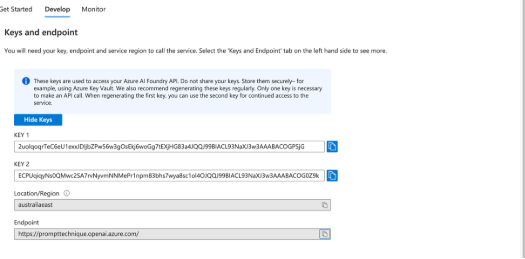 Get Started Develop Monitor
Keys and endpoint
You will need your key, endpoint and service region to call the service. Select the 'Keys and Endpoint' tab on the left hand side to see more.
These keys are used to access your Azure AI Foundry API. Do not share your keys. Store them securely– for
example, using Azure Key Vault. We also recommend regenerating these keys regularly. Only one key is necessary
to make an API call. When regenerating the first key, you can use the second key for continued access to the
service.
Hide Keys
KEY 1
KEY 2
Location/Region
australiaeast
Endpoint
https://prompttechnique.openai.azure.com/